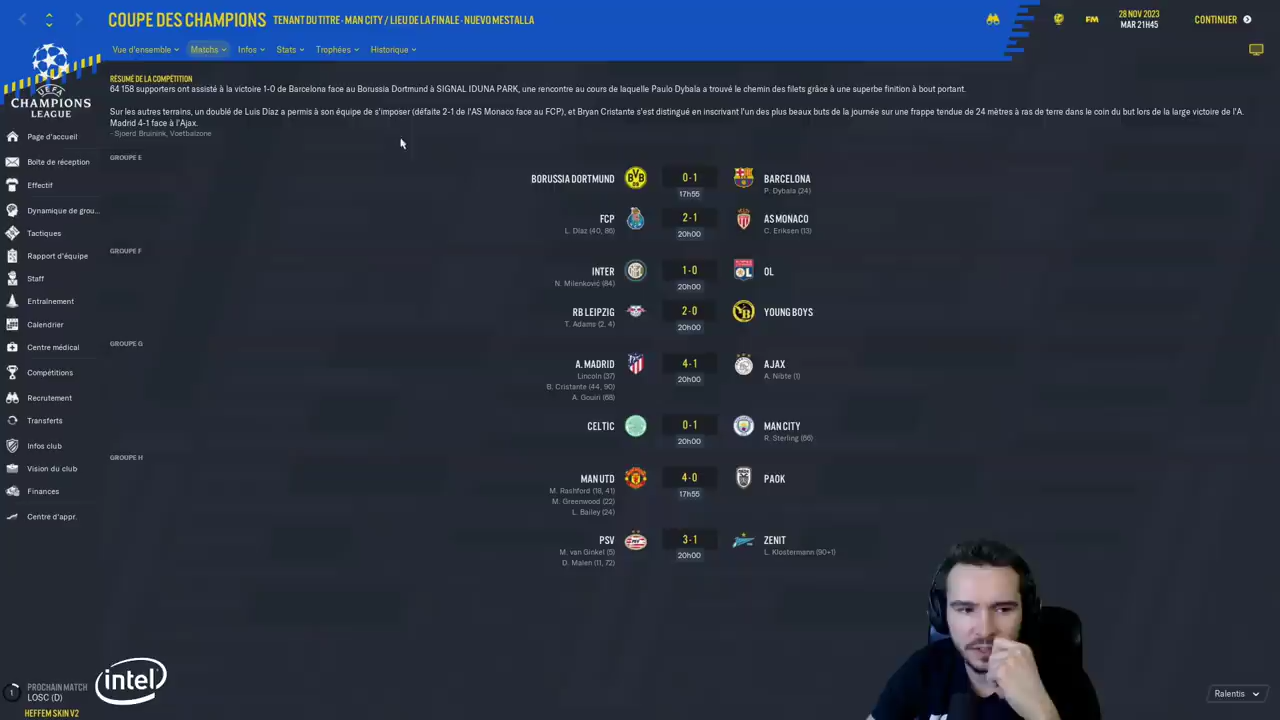 COUPE DES CHAMPIONS
TENANT DU TITRE - MAN CITY / LIEU DE LA FINALE - NUEVO MESTALLA
FM
28 NOV 2023
MAR 21H45
CONTINUER
Vue d'ensemble
Matchs
Infos
Stats
Trophées
Historique
UEFA
CHAMPIONS
LEAGUE
Page d'accueil
Boîte de réception
Effectif
Dynamique de grou...
Tactiques
Rapport d'équipe
Staff
Entraînement
Calendrier
Centre médical
Compétitions
Recrutement
Transferts
Infos club
Vision du club
Finances
Centre d'appr.
RÉSUMÉ DE LA COMPÉTITION
64 158 supporters ont assisté à la victoire 1-0 de Barcelona face au Borussia Dortmund à SIGNAL IDUNA PARK, une rencontre au cours de laquelle Paulo Dybala a trouvé le chemin des filets grâce à une superbe finition à bout portant.
Sur les autres terrains, un doublé de Luis Díaz a permis à son équipe de s'imposer (défaite 2-1 de l'AS Monaco face au FCP), et Bryan Cristante s'est distingué en inscrivant l'un des plus beaux buts de la journée sur une frappe tendue de 24 mètres à ras de terre dans le coin du but lors de la large victoire de l'A.
Madrid 4-1 face à l'Ajax.
- Sjoerd Bruinink, Voetbalzone
GROUPE E
BORUSSIA DORTMUND 0-1 BARCELONA
17h55 P. Dybala (24)
FCP 2-1 AS MONACO
L. Díaz (40, 86) 20h00 C. Eriksen (13)
GROUPE F
INTER 1-0 OL
N. Milenković (84) 20h00
RB LEIPZIG 2-0 YOUNG BOYS
T. Adams (2, 4) 20h00
GROUPE G
A. MADRID 4-1 AJAX
Lincoln (37) 20h00 A. Nibte (1)
B. Cristante (44, 90)
A. Gouiri (68)
CELTIC 0-1 MAN CITY
20h00 R. Sterling (66)
GROUPE H
MAN UTD 4-0 PAOK
M. Rashford (18, 41) 17h55
M. Greenwood (22)
L. Bailey (24)
PSV 3-1 ZENIT
M. van Ginkel (5) 20h00 L. Klostermann (90+1)
D. Malen (11, 72)
1 PROCHAIN MATCH
LOSC (D)
HEFFEM SKIN V2
intel
Ralentis